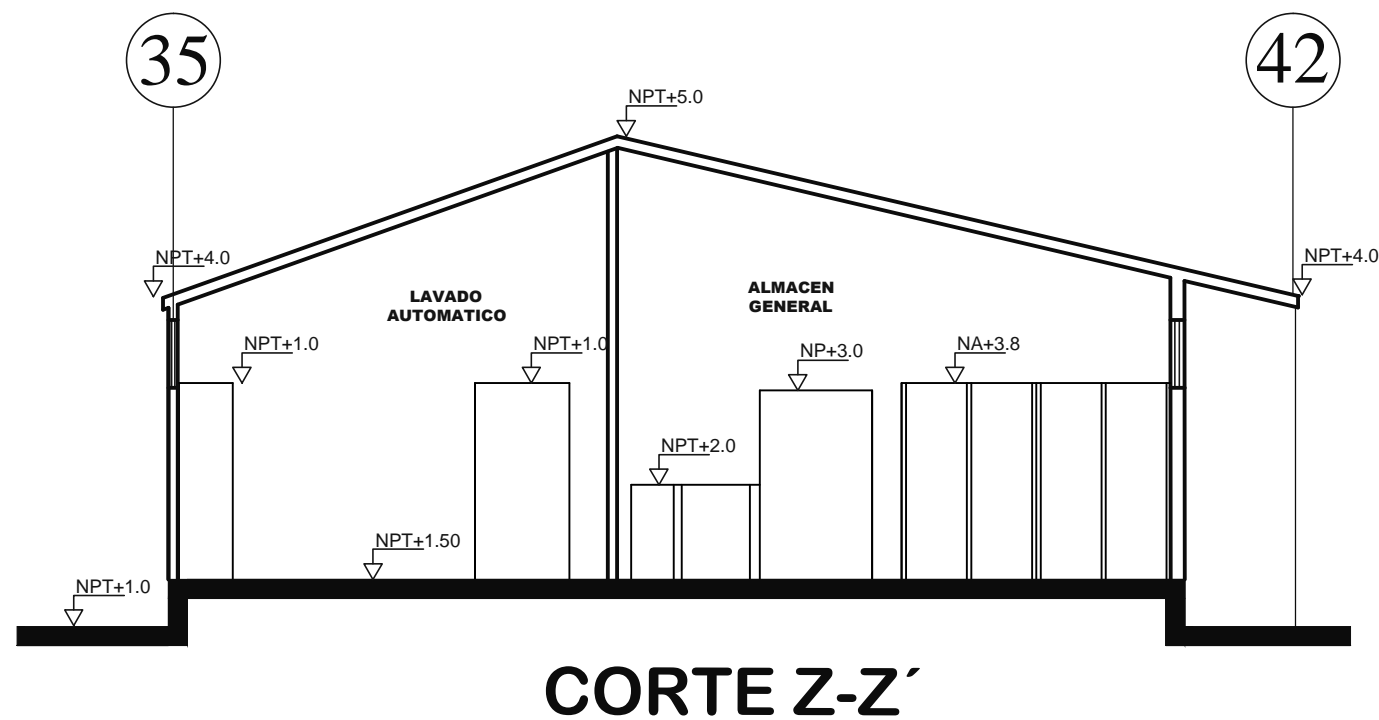 35
42
NPT+5.0
NPT+4.0
NPT+4.0
LAVADO
AUTOMATICO
ALMACEN
GENERAL
NPT+1.0
NPT+1.0
NP+3.0
NA+3.8
NPT+2.0
NPT+1.50
NPT+1.0
CORTE Z-Z´